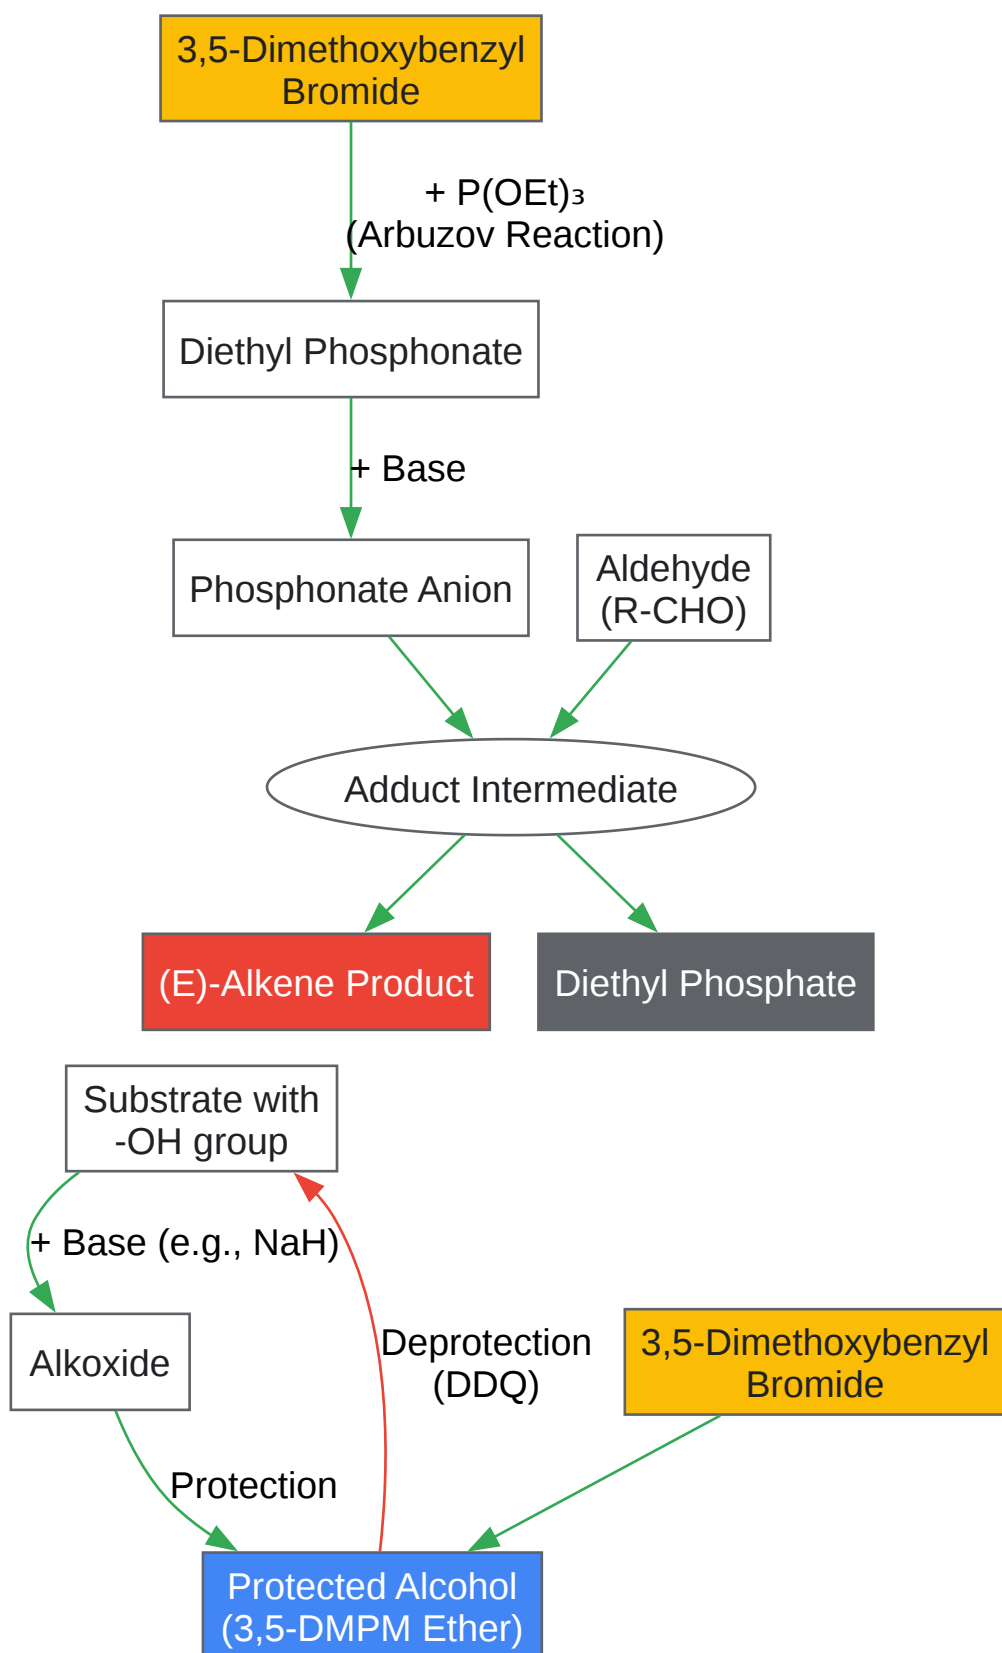 3,5-Dimethoxybenzyl
Bromide
+ P(OEt)₃
(Arbuzov Reaction)
Diethyl Phosphonate
+ Base
Phosphonate Anion
Aldehyde
(R-CHO)
Adduct Intermediate
(E)-Alkene Product
Diethyl Phosphate
Substrate with
-OH group
+ Base (e.g., NaH)
Alkoxide
Deprotection
(DDQ)
3,5-Dimethoxybenzyl
Bromide
Protection
Protected Alcohol
(3,5-DMPM Ether)